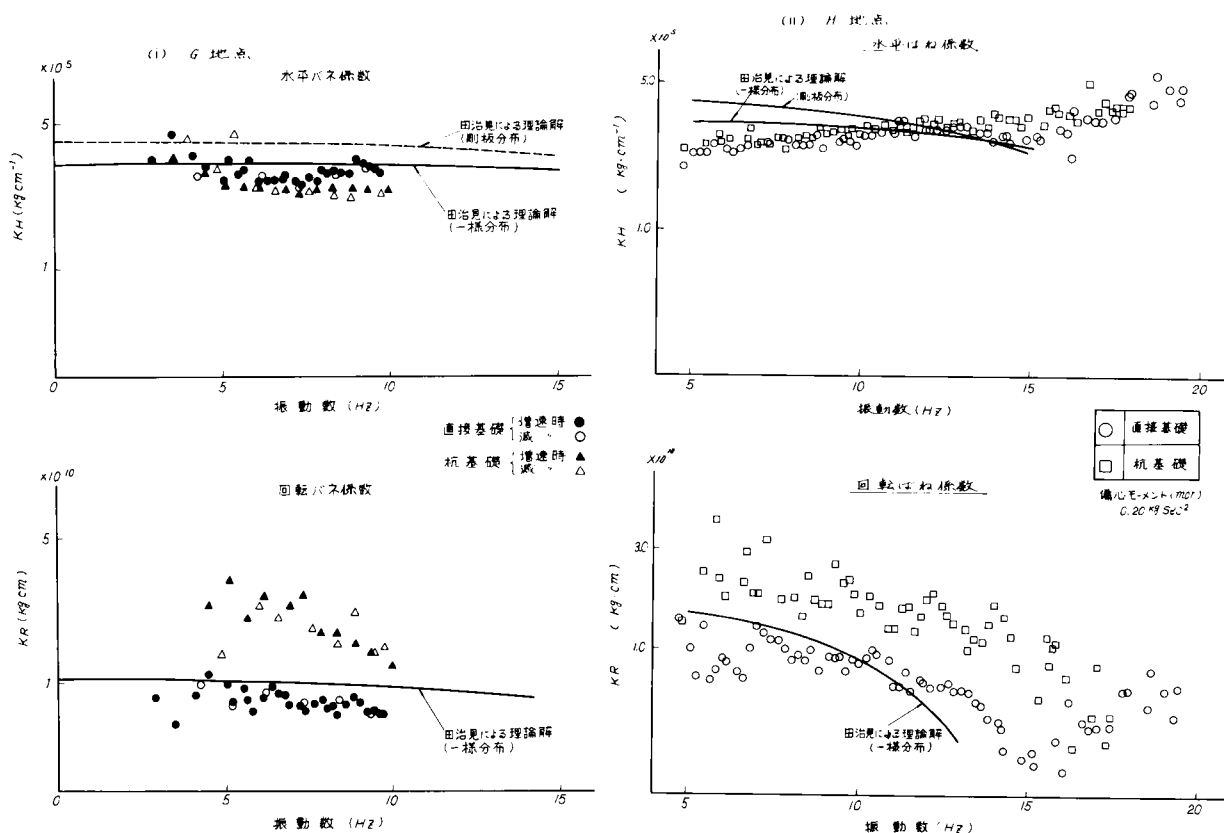 (i) G 地点
水平バネ係数
×10⁵
5
1
KH (kg cm⁻¹)
田治見による理論解
(剛板分布)
田治見による理論解
(一様分布)
0 5 10 15
振動数 (Hz)
(ii) H 地点
水平ばね係数
×10⁵
5.0
1.0
KH (kg·cm⁻¹)
田治見による理論解
(一様分布) (剛板分布)
5 10 15 20
振動数 (Hz)
直接基礎 増速時 ●
減 〃 ○
杭基礎 増速時 ▲
減 〃 △
×10¹⁰
回転バネ係数
5
1
KR (kg cm)
田治見による理論解
(一様分布)
0 5 10 15
振動数 (Hz)
○ 直接基礎
□ 杭基礎
偏心モーメント (mor)
0.20 kg sec²
回転ばね係数
3.0
1.0
KR (kg·cm)
田治見による理論解
(一様分布)
5 10 15 20
振動数 (Hz)